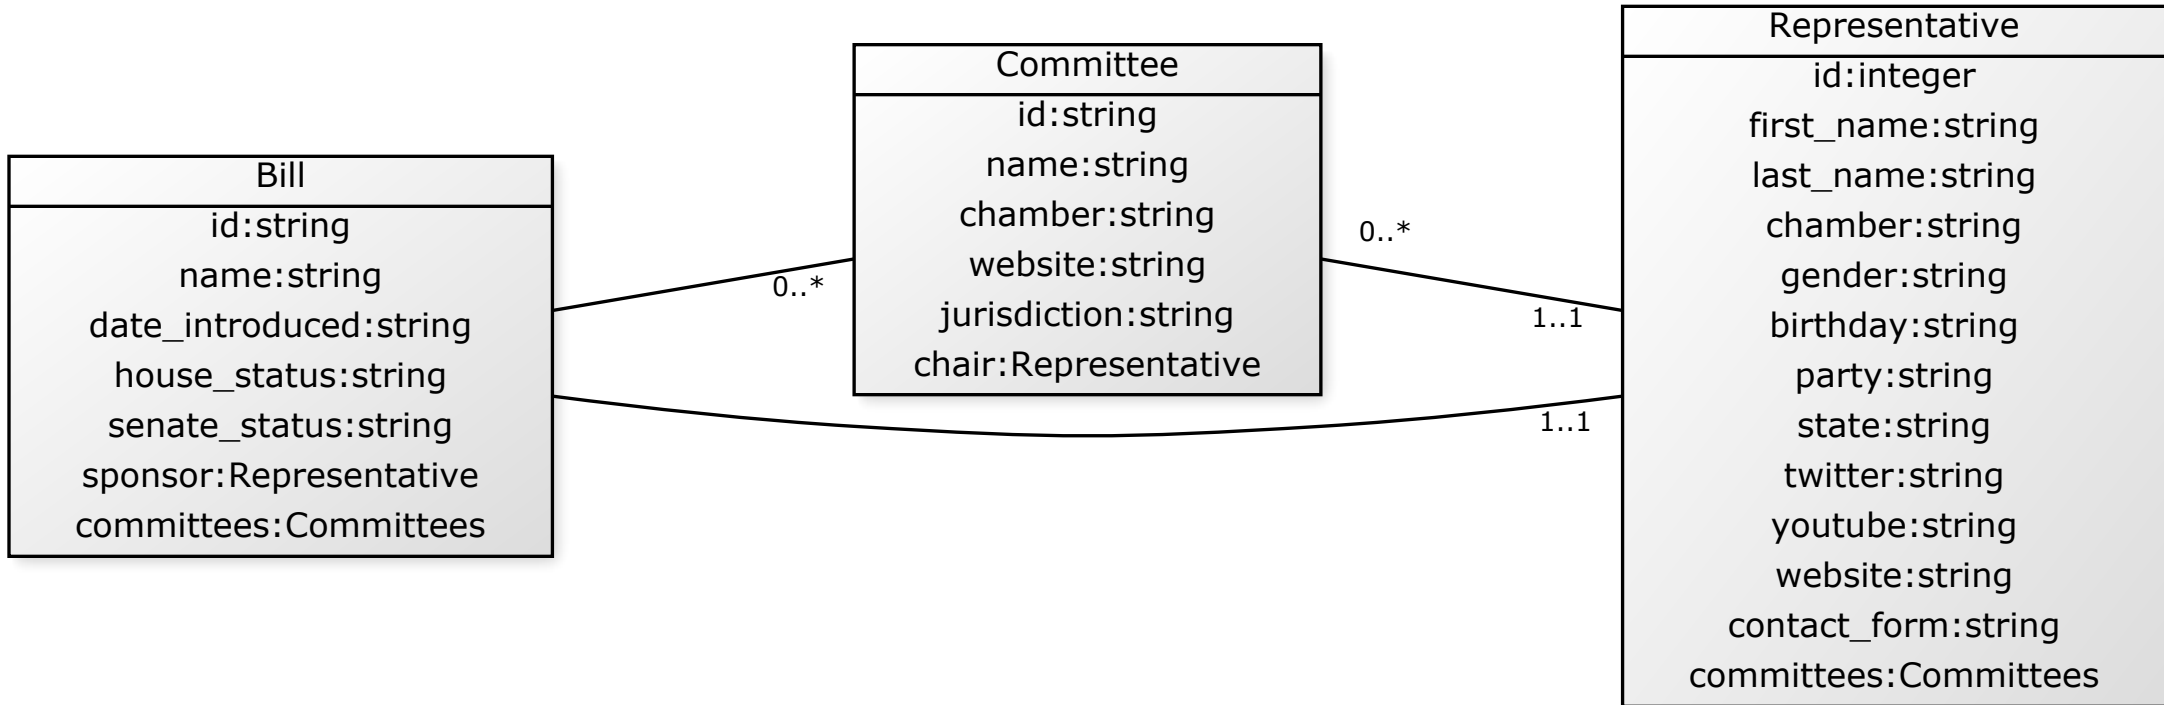 Bill
id:string
name:string
date_introduced:string
house_status:string
senate_status:string
sponsor:Representative
committees:Committees
0..*
Committee
id:string
name:string
chamber:string
website:string
jurisdiction:string
chair:Representative
0..*
1..1
1..1
Representative
id:integer
first_name:string
last_name:string
chamber:string
gender:string
birthday:string
party:string
state:string
twitter:string
youtube:string
website:string
contact_form:string
committees:Committees